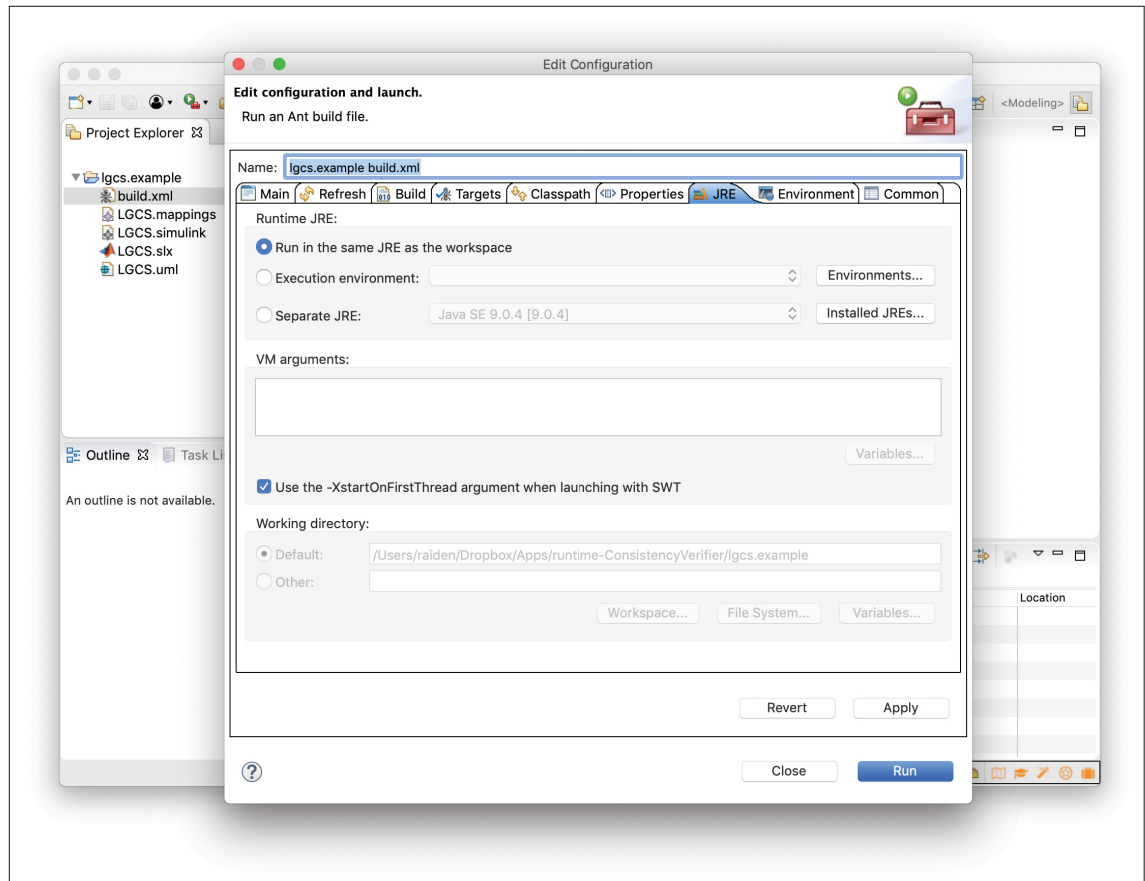 Edit Configuration
Edit configuration and launch.
Run an Ant build file.
<Modeling>
Project Explorer
lgcs.example
build.xml
LGCS.mappings
LGCS.simulink
LGCS.slx
LGCS.uml
Name: lgcs.example build.xml
Main Refresh Build Targets Classpath Properties JRE Environment Common
Runtime JRE:
Run in the same JRE as the workspace
Execution environment: Environments...
Separate JRE: Java SE 9.0.4 [9.0.4] Installed JREs...
VM arguments:
Variables...
Use the -XstartOnFirstThread argument when launching with SWT
Working directory:
Default: /Users/raiden/Dropbox/Apps/runtime-ConsistencyVerifier/lgcs.example
Other:
Workspace... File System... Variables...
Revert Apply
Close Run
Outline Task Li
An outline is not available.
Location